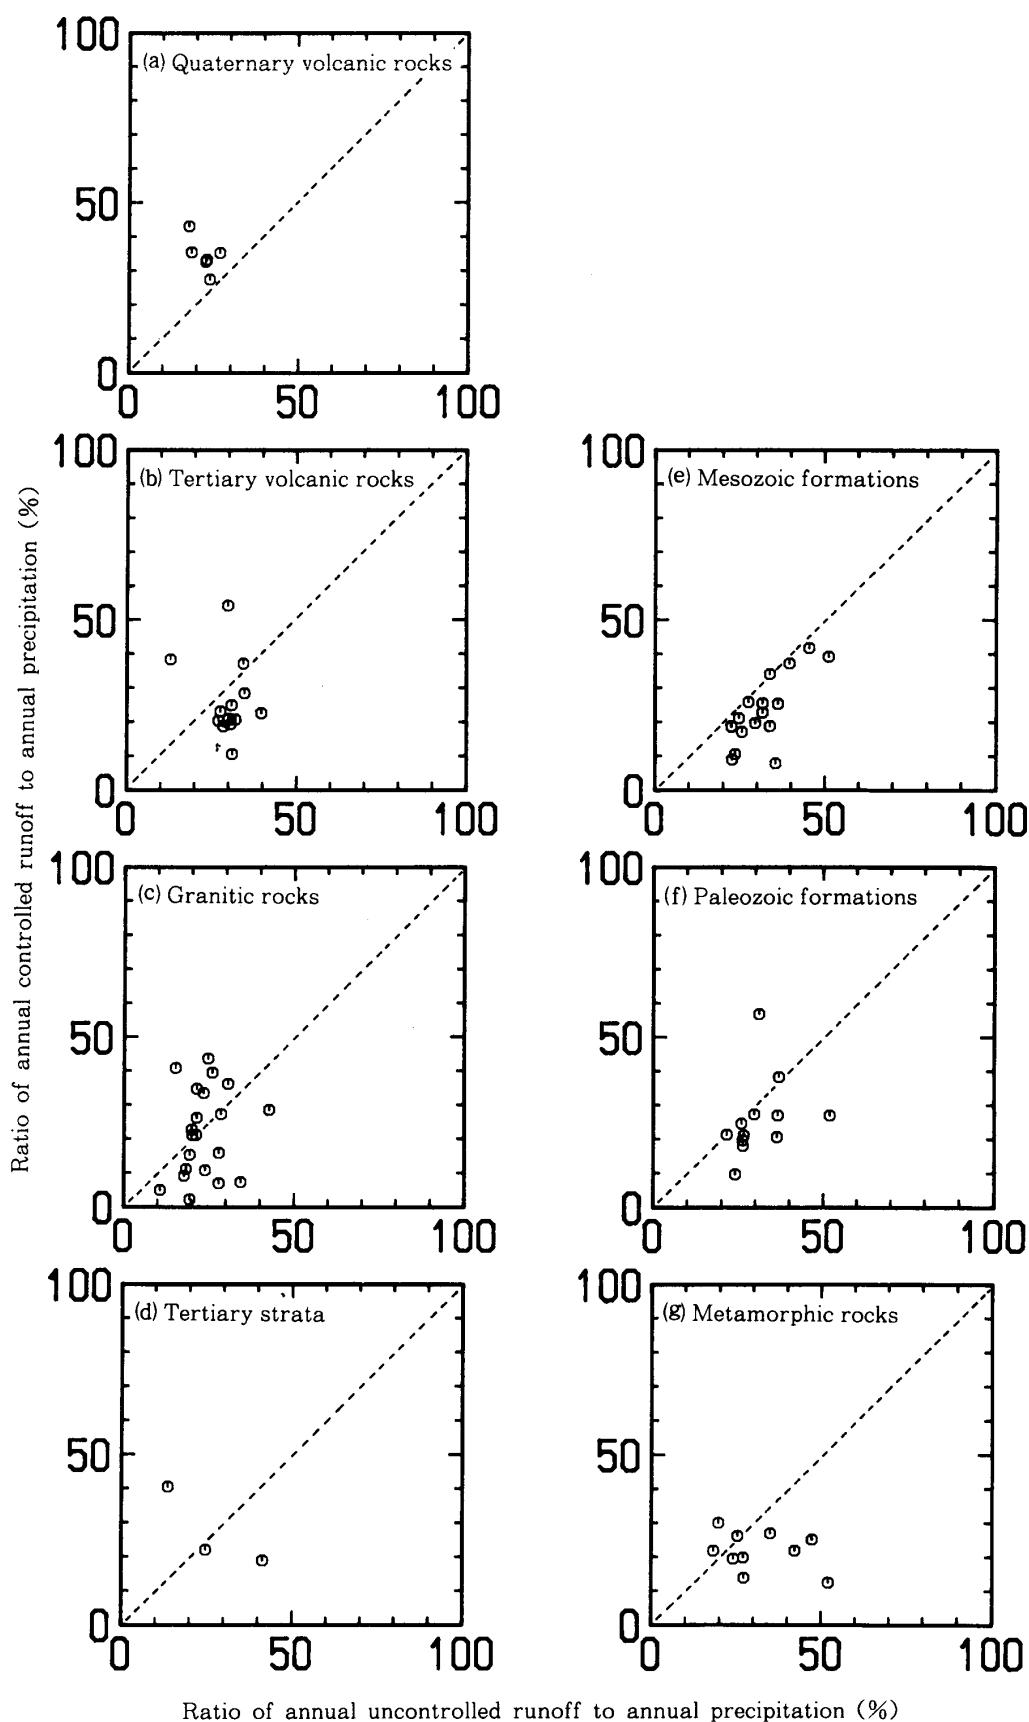 100
(a) Quaternary volcanic rocks
50
0
0 50 100
100
(b) Tertiary volcanic rocks
50
0
0 50 100
100
(e) Mesozoic formations
50
0
0 50 100
100
(c) Granitic rocks
50
0
0 50 100
100
(f) Paleozoic formations
50
0
0 50 100
100
(d) Tertiary strata
50
0
0 50 100
100
(g) Metamorphic rocks
50
0
0 50 100
Ratio of annual controlled runoff to annual precipitation (%)
Ratio of annual uncontrolled runoff to annual precipitation (%)